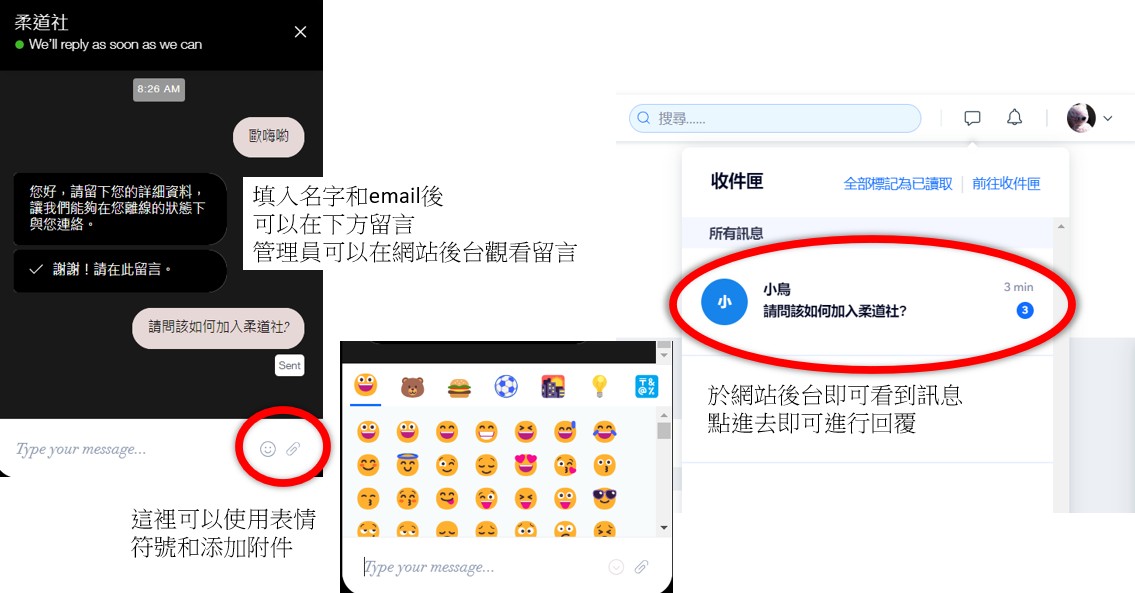 柔道社
We'll reply as soon as we can
8:26 AM
歐嗨喲
您好，請留下您的詳細資料，
讓我們能夠在您離線的狀態下
與您連絡。
謝謝！請在此留言。
請問該如何加入柔道社?
Sent
Type your message...
填入名字和email後
可以在下方留言
管理員可以在網站後台觀看留言
這裡可以使用表情
符號和添加附件
T&
@%
Type your message...
搜尋......
收件匣
全部標記為已讀取
前往收件匣
所有訊息
小
小鳥
3 min
請問該如何加入柔道社?
3
於網站後台即可看到訊息
點進去即可進行回覆